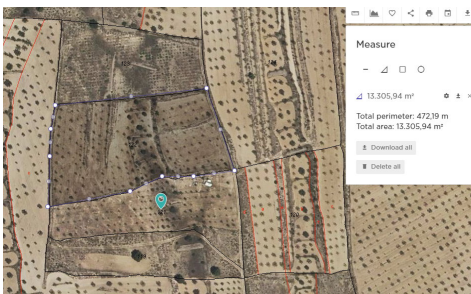 Measure
13.305,94 m²
Total perimeter: 472,19 m
Total area: 13.305,94 m²
Download all
Delete all